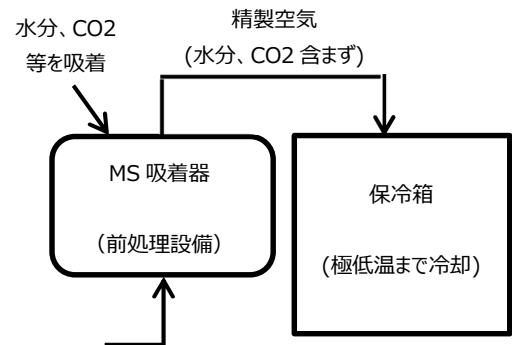 水分、CO2
等を吸着
精製空気
(水分、CO2 含まず)
MS 吸着器
（前処理設備）
保冷箱
(極低温まで冷却)